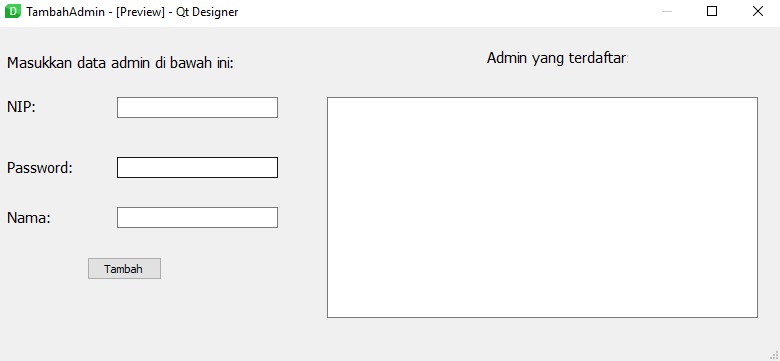 TambahAdmin - [Preview] - Qt Designer
Masukkan data admin di bawah ini:
NIP:
Password:
Nama:
Tambah
Admin yang terdaftar: